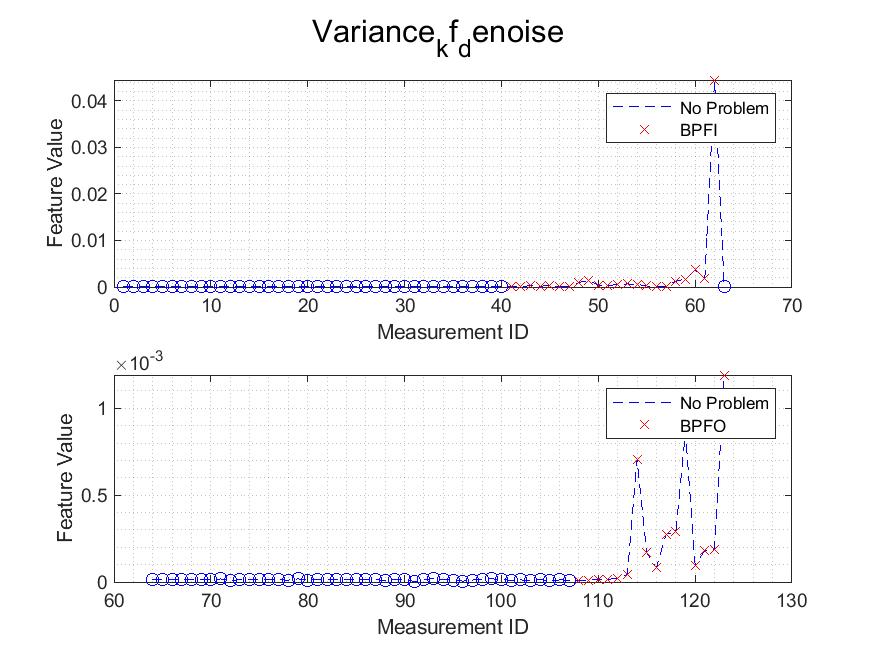 Variance_kf_denoise
0.04
0.03
0.02
0.01
0
Feature Value
No Problem
BPFI
0 10 20 30 40 50 60 70
Measurement ID
×10^-3
1
0.5
0
Feature Value
No Problem
BPFO
60 70 80 90 100 110 120 130
Measurement ID